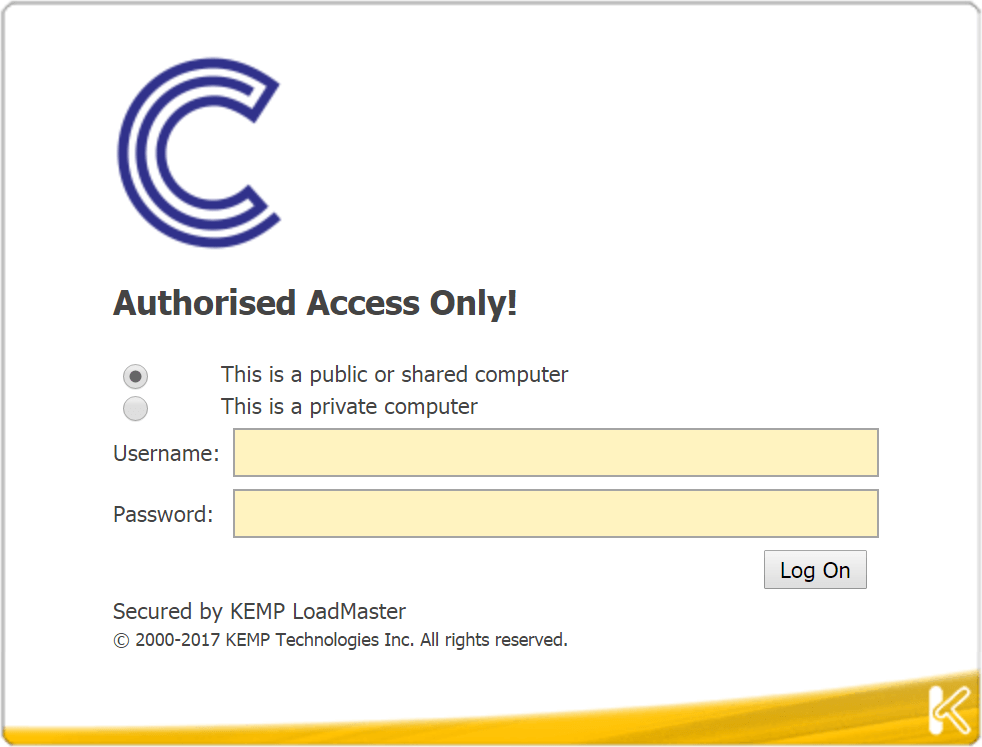 C
Authorised Access Only!
This is a public or shared computer
This is a private computer
Username:
Password:
Log On
Secured by KEMP LoadMaster
© 2000-2017 KEMP Technologies Inc. All rights reserved.
K